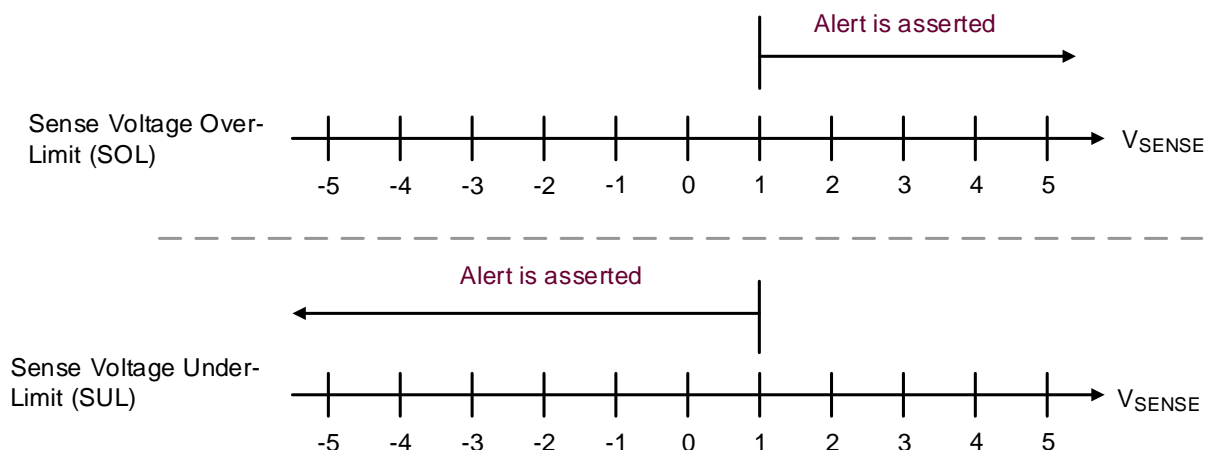 Alert is asserted
Sense Voltage Over-
Limit (SOL)
VSENSE
-5 -4 -3 -2 -1 0 1 2 3 4 5
Alert is asserted
Sense Voltage Under-
Limit (SUL)
VSENSE
-5 -4 -3 -2 -1 0 1 2 3 4 5